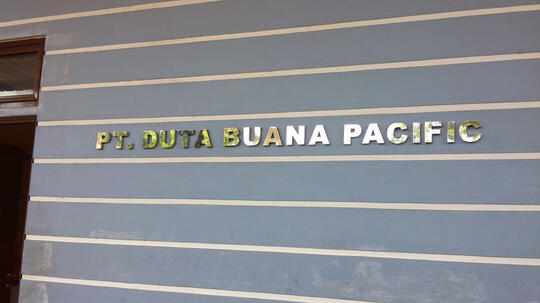 PT. DUTA BUANA PACIFIC